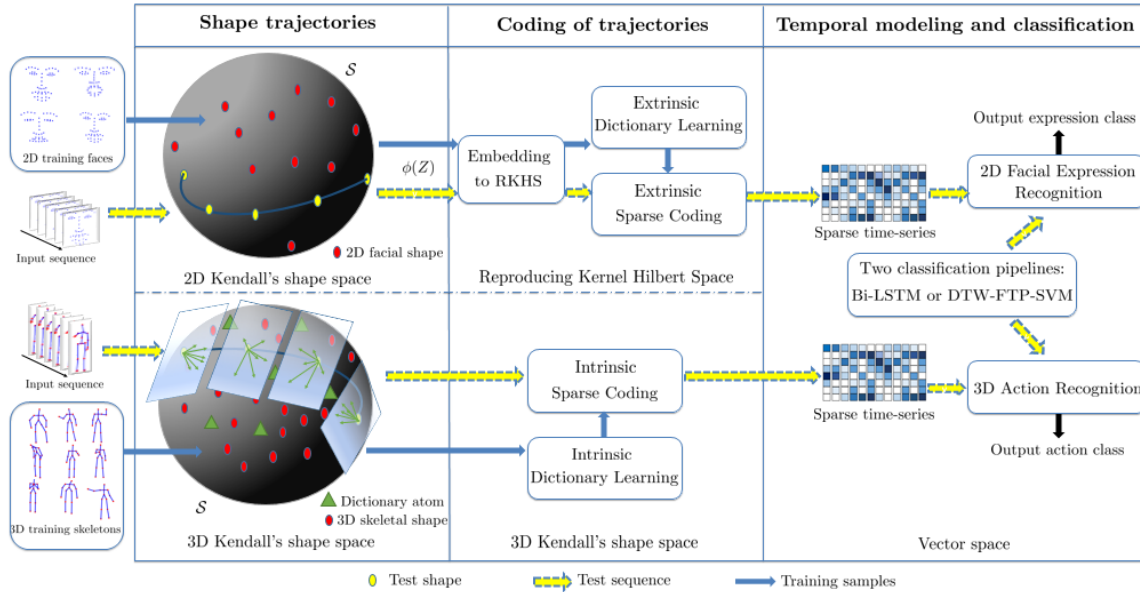 Shape trajectories
Coding of trajectories
Temporal modeling and classification
2D training faces
Input sequence
Input sequence
3D training skeletons
𝒮
2D facial shape
2D Kendall's shape space
𝒮
Dictionary atom
3D skeletal shape
3D Kendall's shape space
ϕ(Z)
Embedding
to RKHS
Extrinsic
Dictionary Learning
Extrinsic
Sparse Coding
Reproducing Kernel Hilbert Space
Intrinsic
Sparse Coding
Intrinsic
Dictionary Learning
3D Kendall's shape space
Output expression class
2D Facial Expression
Recognition
Sparse time-series
Two classification pipelines:
Bi-LSTM or DTW-FTP-SVM
Sparse time-series
3D Action Recognition
Output action class
Vector space
Test shape
Test sequence
Training samples